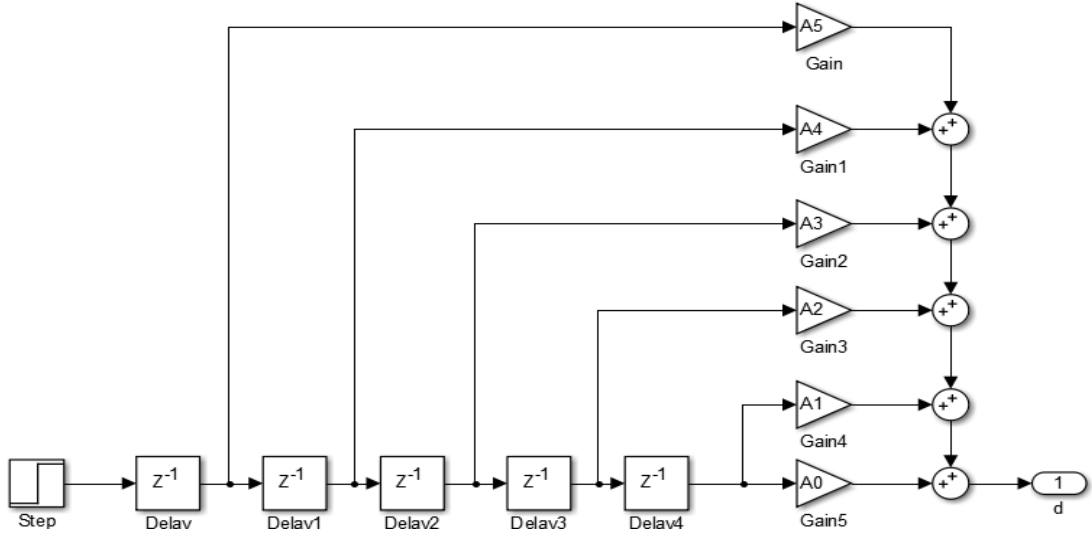 A5
Gain
+
+
A4
Gain1
+
+
A3
Gain2
+
+
A2
Gain3
+
+
A1
Gain4
+
+
Step
z-1
Delay
z-1
Delay1
z-1
Delay2
z-1
Delay3
z-1
Delay4
A0
Gain5
+
+
1
d